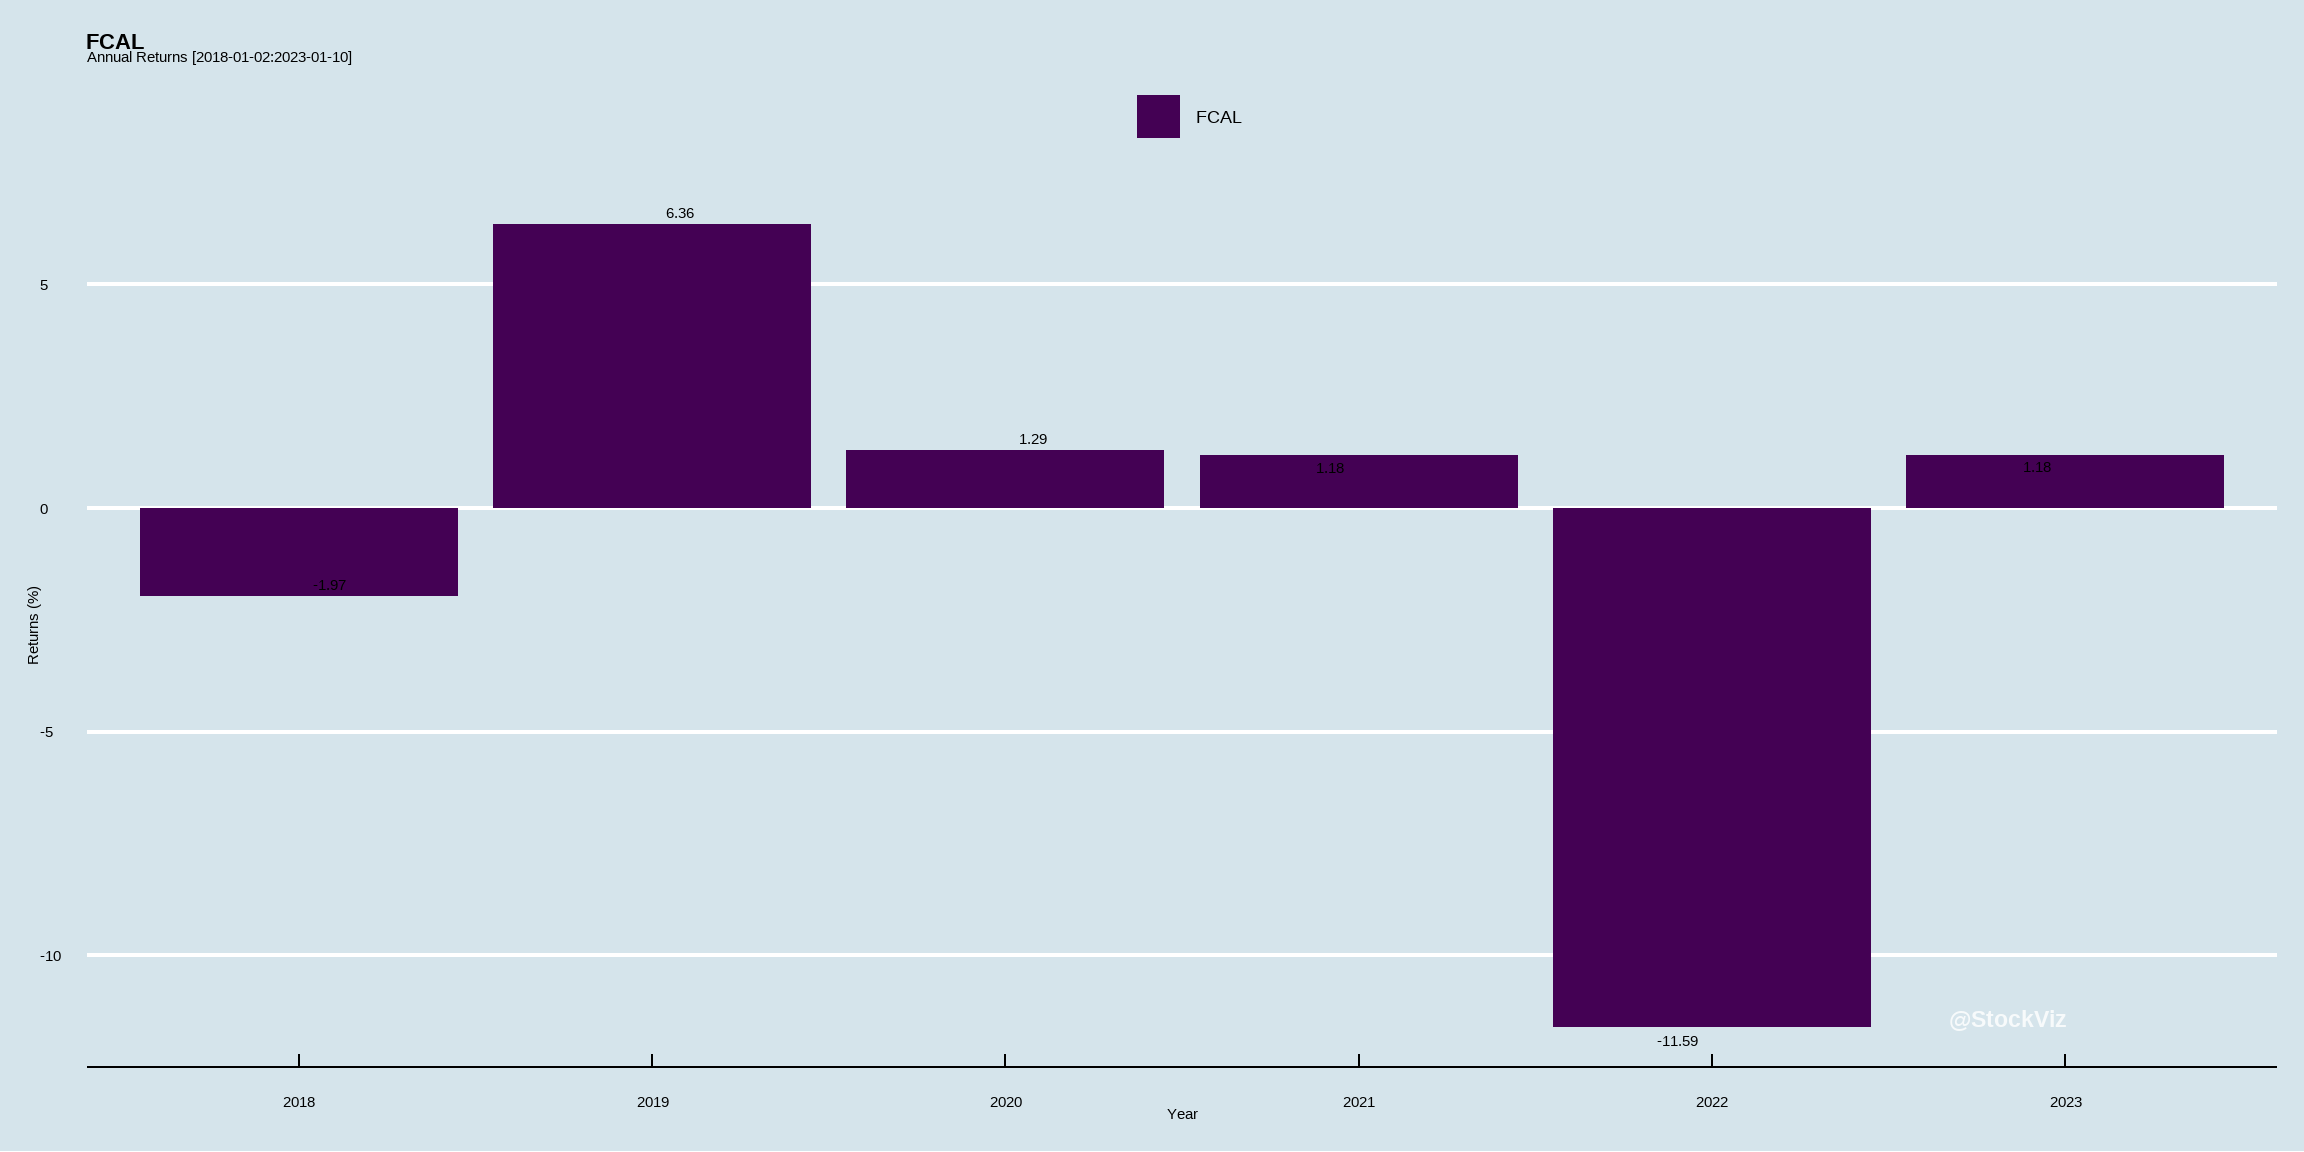 FCAL
Annual Returns [2018-01-02:2023-01-10]
FCAL
6.36
5
1.29
1.18
1.18
0
-1.97
Returns (%)
-5
-10
@StockViz
-11.59
2018
2019
2020
2021
2022
2023
Year